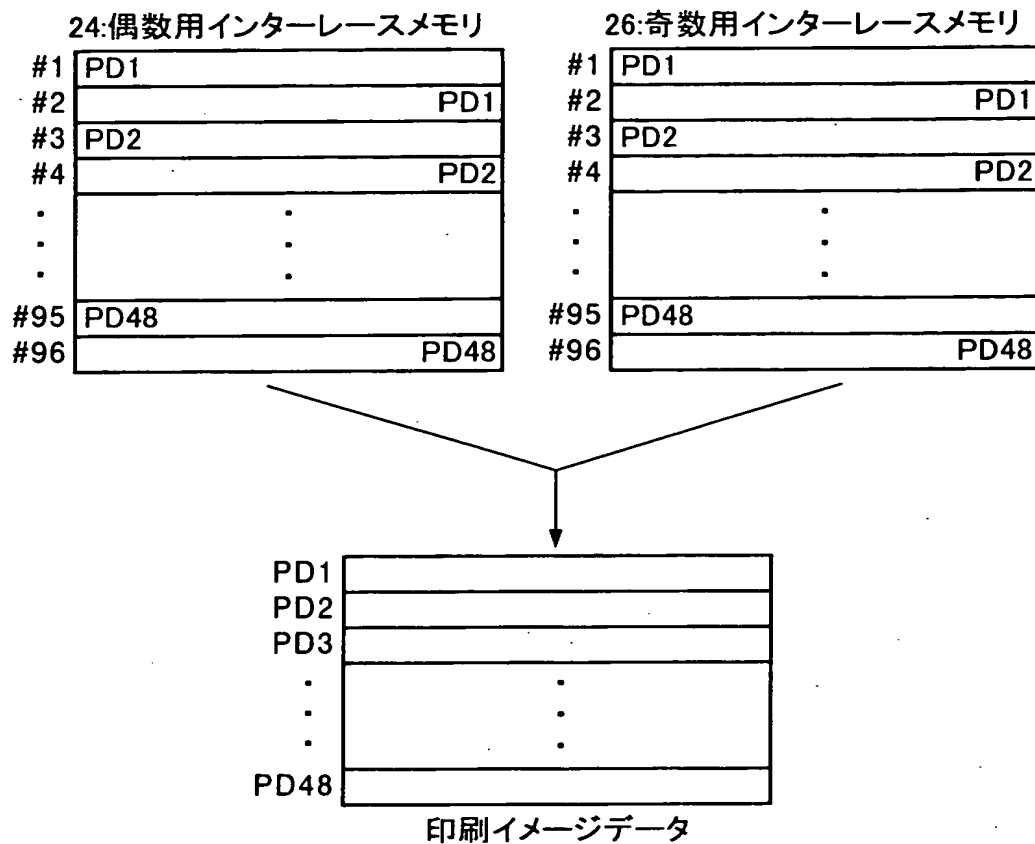 24:偶数用インターレースメモリ
#1 PD1
#2 PD1
#3 PD2
#4 PD2
#95 PD48
#96 PD48
26:奇数用インターレースメモリ
#1 PD1
#2 PD1
#3 PD2
#4 PD2
#95 PD48
#96 PD48
PD1
PD2
PD3
PD48
印刷イメージデータ